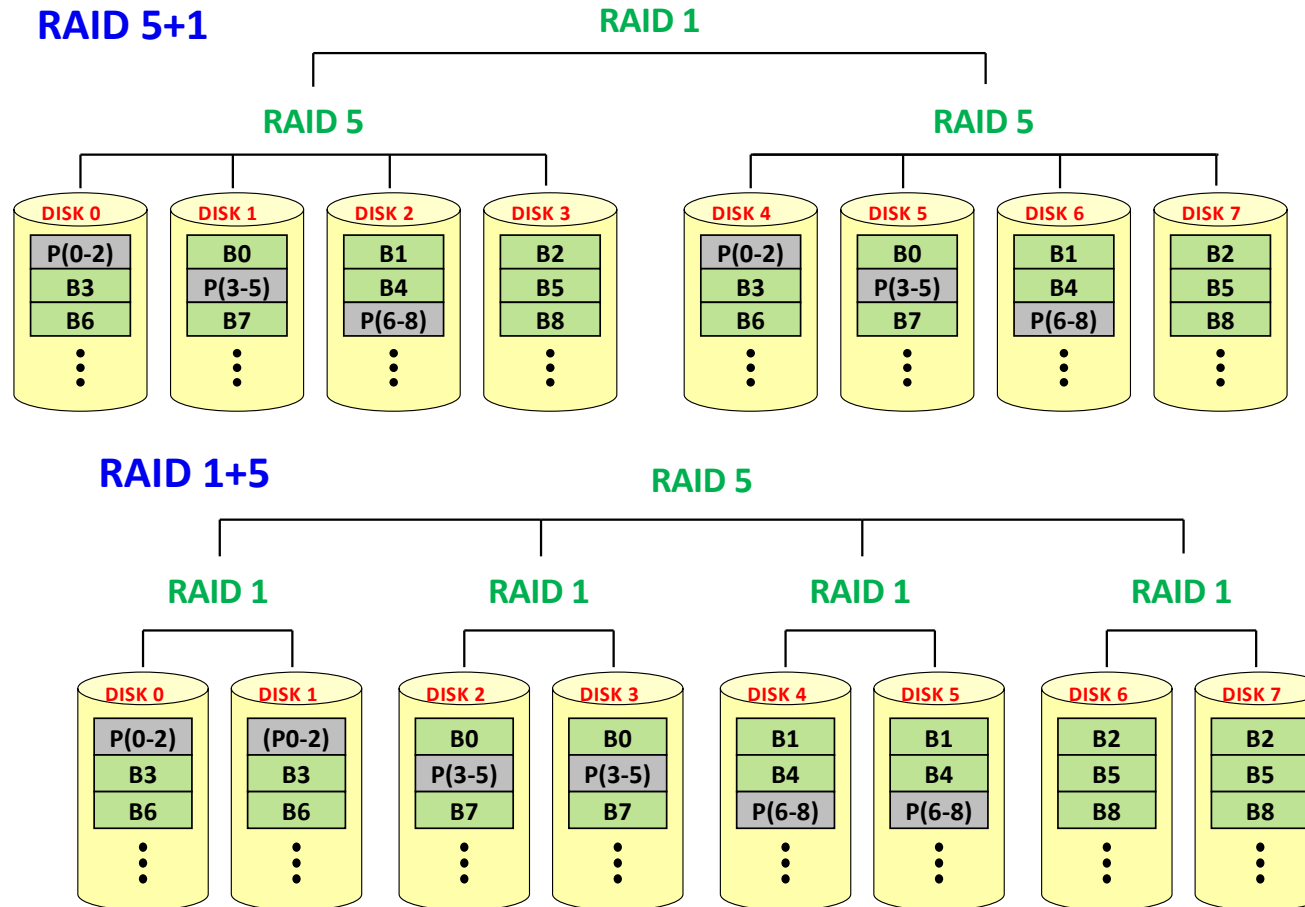 RAID 5+1
RAID 1
RAID 5 RAID 5
DISK 0 DISK 1 DISK 2 DISK 3 DISK 4 DISK 5 DISK 6 DISK 7
P(0-2) B0 B1 B2 P(0-2) B0 B1 B2
B3 P(3-5) B4 B5 B3 P(3-5) B4 B5
B6 B7 P(6-8) B8 B6 B7 P(6-8) B8
RAID 1+5
RAID 5
RAID 1 RAID 1 RAID 1 RAID 1
DISK 0 DISK 1 DISK 2 DISK 3 DISK 4 DISK 5 DISK 6 DISK 7
P(0-2) (P0-2) B0 B0 B1 B1 B2 B2
B3 B3 P(3-5) P(3-5) B4 B4 B5 B5
B6 B6 B7 B7 P(6-8) P(6-8) B8 B8